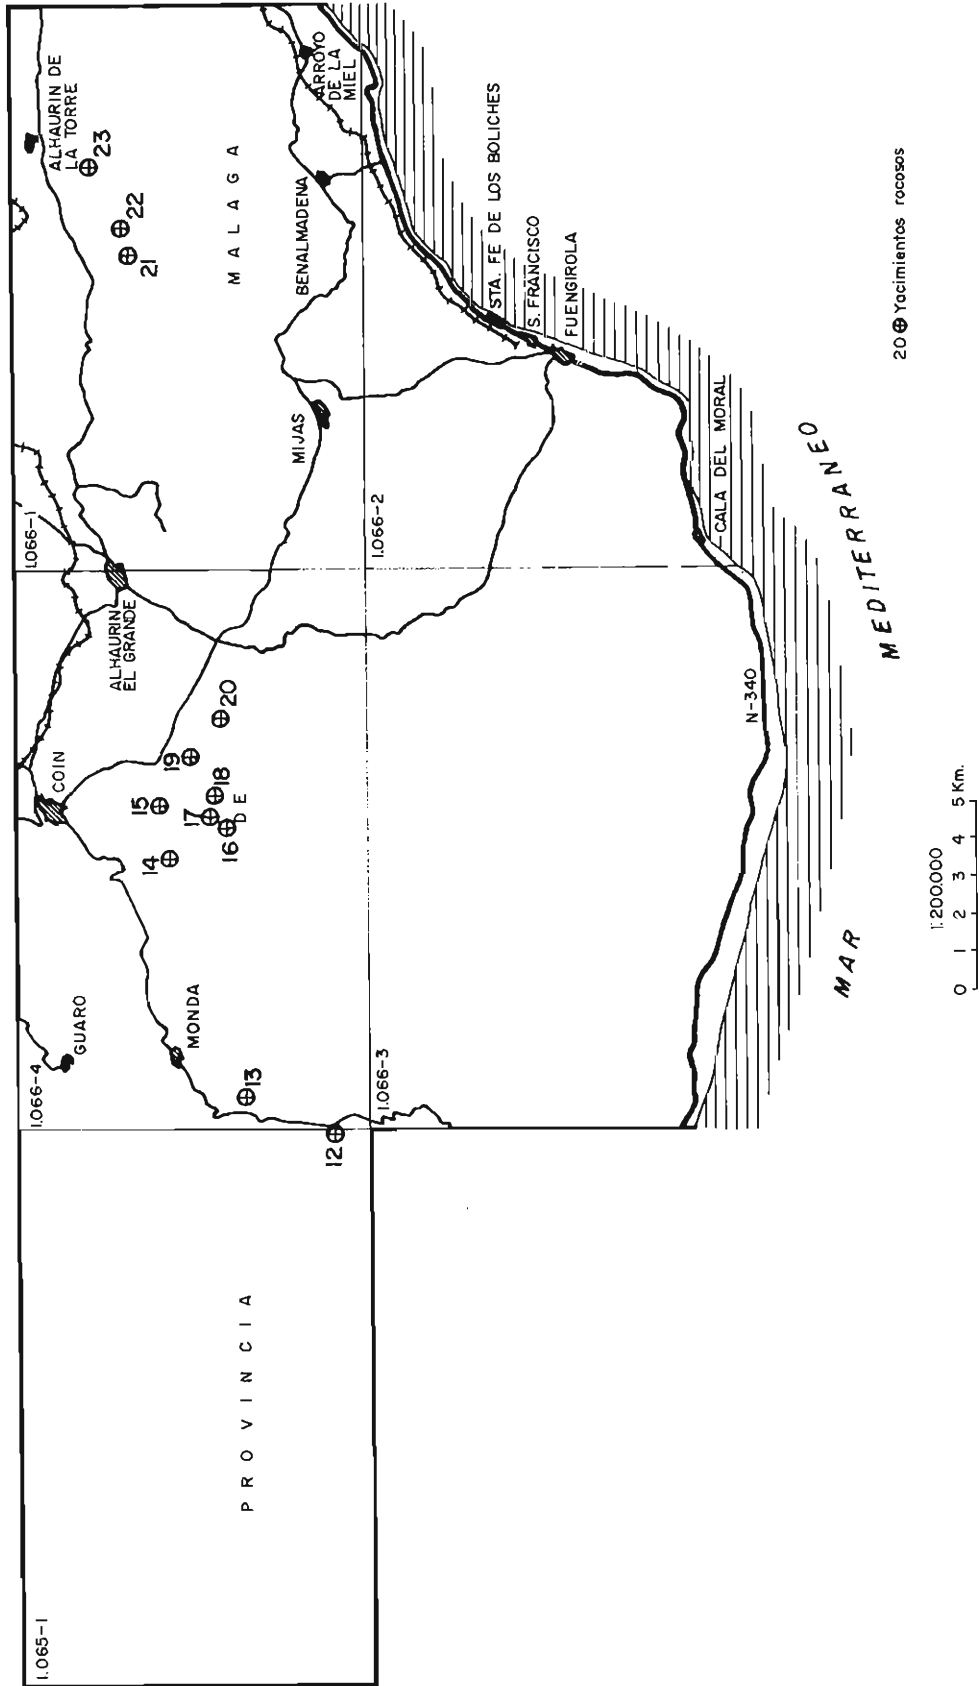 1.065-1
1.066-4
1.066-1
1.066-3
1.066-2
GUARO
COIN
MONDA
ALHAURIN
EL GRANDE
ALHAURIN DE
LA TORRE
ARROYO
DE LA
MIEL
BENALMADENA
MIJAS
PROVINCIA
DE
MALAGA
12
13
14
15
16
17
18
19
20
21
22
23
STA. FE DE LOS BOLICHES
S. FRANCISCO
FUENGIROLA
CALA DEL MORAL
N-340
MAR
MEDITERRANEO
20 Yacimientos rocosos
1:200.000
0 1 2 3 4 5 Km.